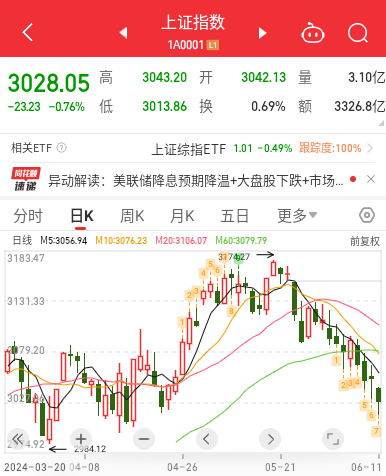 上证指数
1A0001 L1
3028.05 高 3043.20 开 3042.13 量 3.10亿
-23.23 -0.76% 低 3013.86 换 0.69% 额 3326.8亿
相关ETF ? 上证综指ETF 1.01 -0.49% 跟踪度:100%
同花顺速递 异动解读：美联储降息预期降温+大盘股下跌+市场...
分时 日K 周K 月K 五日 更多
日线 M5:3056.94 M10:3076.23 M20:3106.07 M60:3079.79 前复权
3183.47
3174.27
3131.33
2984.12
2024-03-20 04-08 04-26 05-21 06-11